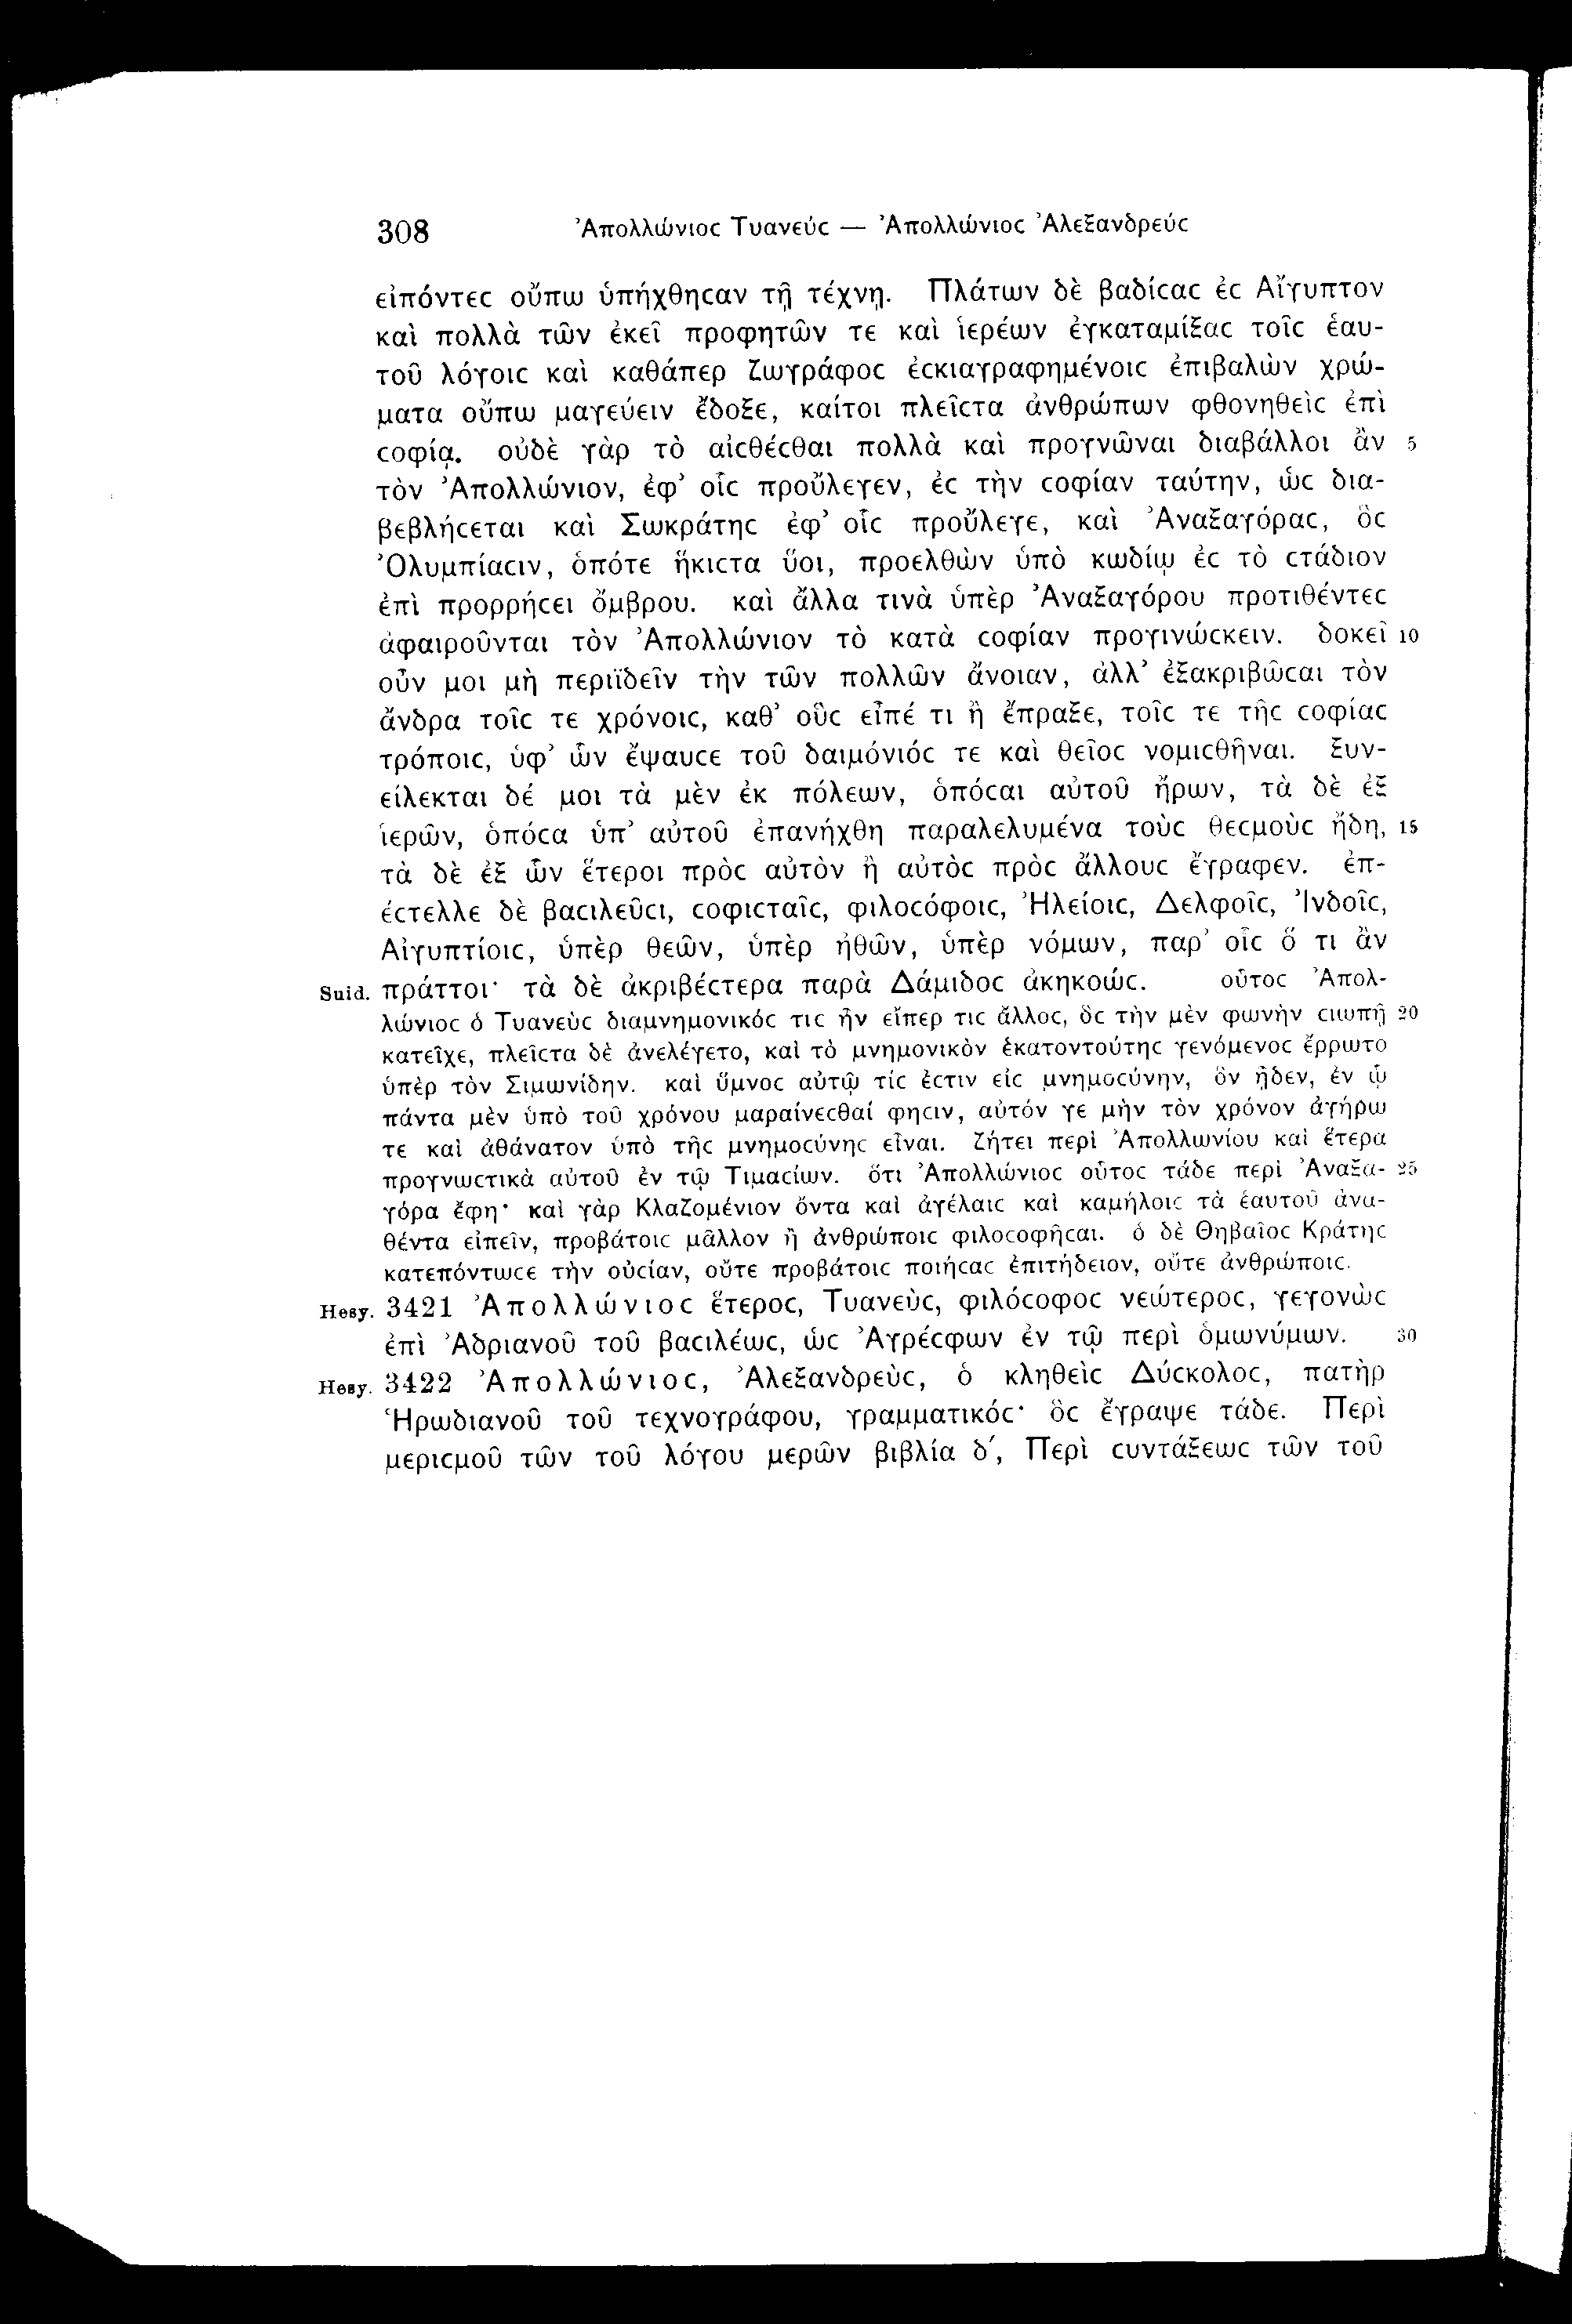 308 Ἀπολλώνιοϲ Τυανεύϲ — Ἀπολλώνιοϲ Ἀλεξανδρεύϲ
εἰπόντεϲ οὔπω ὑπήχθηϲαν τῇ τέχνῃ. Πλάτων δὲ βαδίϲαϲ ἐϲ Αἴγυπτον
καὶ πολλὰ τῶν ἐκεῖ προφητῶν τε καὶ ἱερέων ἐγκαταμίξαϲ τοῖϲ ἑαυ-
τοῦ λόγοιϲ καὶ καθάπερ ζωγράφοϲ ἐϲκιαγραφημένοιϲ ἐπιβαλὼν χρώ-
ματα οὔπω μαγεύειν ἔδοξε, καίτοι πλεῖϲτα ἀνθρώπων φθονηθεὶϲ ἐπὶ
ϲοφίᾳ. οὐδὲ γὰρ τὸ αἰϲθέϲθαι πολλὰ καὶ προγνῶναι διαβάλλοι ἂν 5
τὸν Ἀπολλώνιον, ἐφ’ οἷϲ προὔλεγεν, ἐϲ τὴν ϲοφίαν ταύτην, ὡϲ δια-
βεβλήϲεται καὶ Σωκράτηϲ ἐφ’ οἷϲ προὔλεγε, καὶ Ἀναξαγόραϲ, ὃϲ
Ὀλυμπίαϲιν, ὁπότε ἥκιϲτα ὕοι, προελθὼν ὑπὸ κωδίῳ ἐϲ τὸ ϲτάδιον
ἐπὶ προρρήϲει ὄμβρου. καὶ ἄλλα τινὰ ὑπὲρ Ἀναξαγόρου προτιθέντεϲ
ἀφαιροῦνται τὸν Ἀπολλώνιον τὸ κατὰ ϲοφίαν προγινώϲκειν. δοκεῖ 10
οὖν μοι μὴ περιϊδεῖν τὴν τῶν πολλῶν ἄνοιαν, ἀλλ’ ἐξακριβῶϲαι τὸν
ἄνδρα τοῖϲ τε χρόνοιϲ, καθ’ οὓϲ εἶπέ τι ἢ ἔπραξε, τοῖϲ τε τῆϲ ϲοφίαϲ
τρόποιϲ, ὑφ’ ὧν ἔψαυϲε τοῦ δαιμόνιόϲ τε καὶ θεῖοϲ νομιϲθῆναι. ξυν-
είλεκται δέ μοι τὰ μὲν ἐκ πόλεων, ὁπόϲαι αὐτοῦ ἤρων, τὰ δὲ ἐξ
ἱερῶν, ὁπόϲα ὑπ’ αὐτοῦ ἐπανήχθη παραλελυμένα τοὺϲ θεϲμοὺϲ ἤδη, 15
τὰ δὲ ἐξ ὧν ἕτεροι πρὸϲ αὐτὸν ἢ αὐτὸϲ πρὸϲ ἄλλουϲ ἔγραφεν. ἐπ-
έϲτελλε δὲ βαϲιλεῦϲι, ϲοφιϲταῖϲ, φιλοϲόφοιϲ, Ἠλείοιϲ, Δελφοῖϲ, Ἰνδοῖϲ,
Αἰγυπτίοιϲ, ὑπὲρ θεῶν, ὑπὲρ ἠθῶν, ὑπὲρ νόμων, παρ’ οἷϲ ὅ τι ἂν
Suid. πράττοι· τὰ δὲ ἀκριβέϲτερα παρὰ Δάμιδοϲ ἀκηκοώϲ. οὗτοϲ Ἀπολ-
λώνιοϲ ὁ Τυανεὺϲ διαμνημονικόϲ τιϲ ἦν εἴπερ τιϲ ἄλλοϲ, ὃϲ τὴν μὲν φωνὴν ϲιωπῇ 20
κατεῖχε, πλεῖϲτα δὲ ἀνελέγετο, καὶ τὸ μνημονικὸν ἑκατοντούτηϲ γενόμενοϲ ἔρρωτο
ὑπὲρ τὸν Σιμωνίδην. καὶ ὕμνοϲ αὐτῷ τίϲ ἐϲτιν εἰϲ μνημοϲύνην, ὃν ᾖδεν, ἐν ᾧ
πάντα μὲν ὑπὸ τοῦ χρόνου μαραίνεϲθαί φηϲιν, αὐτόν γε μὴν τὸν χρόνον ἀγήρω
τε καὶ ἀθάνατον ὑπὸ τῆϲ μνημοϲύνηϲ εἶναι. ζήτει περὶ Ἀπολλωνίου καὶ ἕτερα
προγνωϲτικὰ αὐτοῦ ἐν τῷ Τιμαϲίων. ὅτι Ἀπολλώνιοϲ οὗτοϲ τάδε περὶ Ἀναξα- 25
γόρα ἔφη· καὶ γὰρ Κλαζομένιον ὄντα καὶ ἀγέλαιϲ καὶ καμήλοιϲ τὰ ἑαυτοῦ ἀνα-
θέντα εἰπεῖν, προβάτοιϲ μᾶλλον ἢ ἀνθρώποιϲ φιλοϲοφῆϲαι. ὁ δὲ Θηβαῖοϲ Κράτηϲ
κατεπόντωϲε τὴν οὐϲίαν, οὔτε προβάτοιϲ ποιήϲαϲ ἐπιτήδειον, οὔτε ἀνθρώποιϲ.
Hesy. 3421 Ἀπολλώνιοϲ ἕτεροϲ, Τυανεὺϲ, φιλόϲοφοϲ νεώτεροϲ, γεγονὼϲ
ἐπὶ Ἀδριανοῦ τοῦ βαϲιλέωϲ, ὡϲ Ἀγρέϲφων ἐν τῷ περὶ ὁμωνύμων. 30
Hesy. 3422 Ἀπολλώνιοϲ, Ἀλεξανδρεὺϲ, ὁ κληθεὶϲ Δύϲκολοϲ, πατὴρ
Ἡρωδιανοῦ τοῦ τεχνογράφου, γραμματικόϲ· ὃϲ ἔγραψε τάδε. Περὶ
μεριϲμοῦ τῶν τοῦ λόγου μερῶν βιβλία δ΄, Περὶ ϲυντάξεωϲ τῶν τοῦ